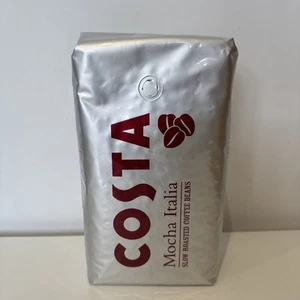 COSTA
Mocha Italia
SLOW ROASTED COFFEE BEANS